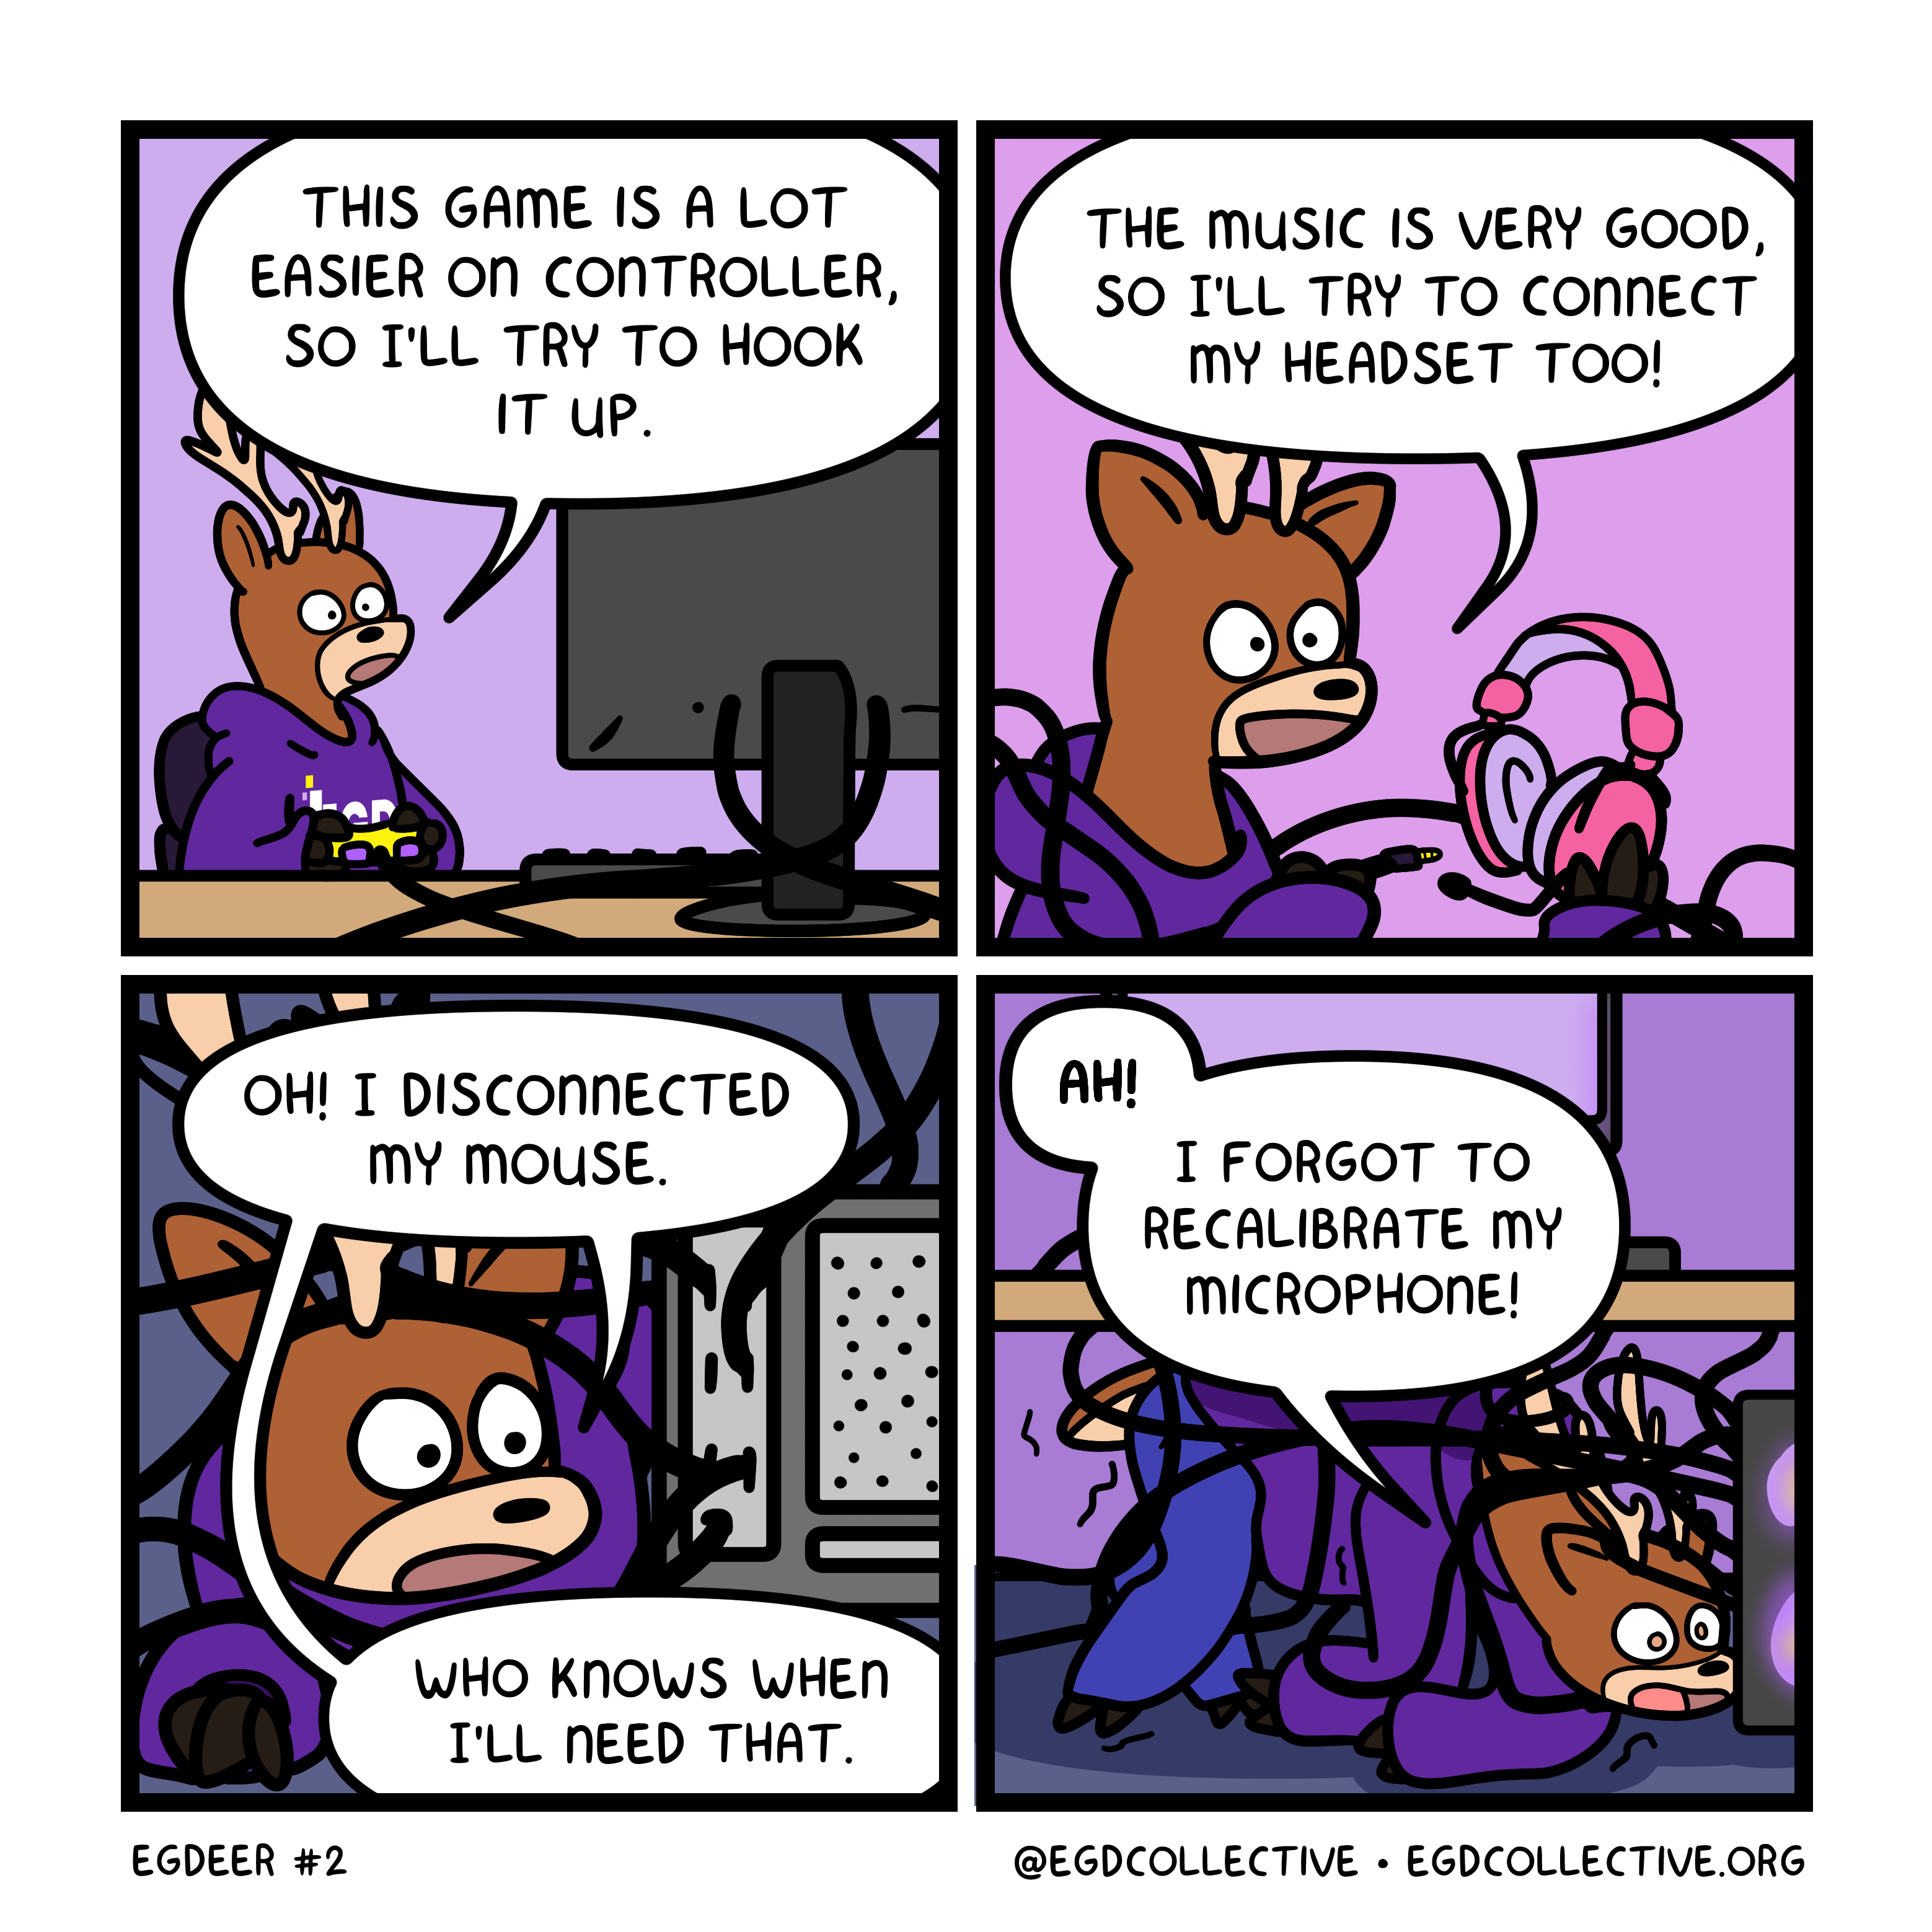 THIS GAME IS A LOT
EASIER ON CONTROLLER,
SO I'LL TRY TO HOOK
IT UP.
THE MUSIC IS VERY GOOD,
SO I'LL TRY TO CONNECT
MY HEADSET TOO!
OH! I DISCONNECTED
MY MOUSE.
WHO KNOWS WHEN
I'LL NEED THAT.
AH!
I FORGOT TO
RECALIBRATE MY
MICROPHONE!
EGDEER #2
@EGDCOLLECTIVE • EGDCOLLECTIVE.ORG